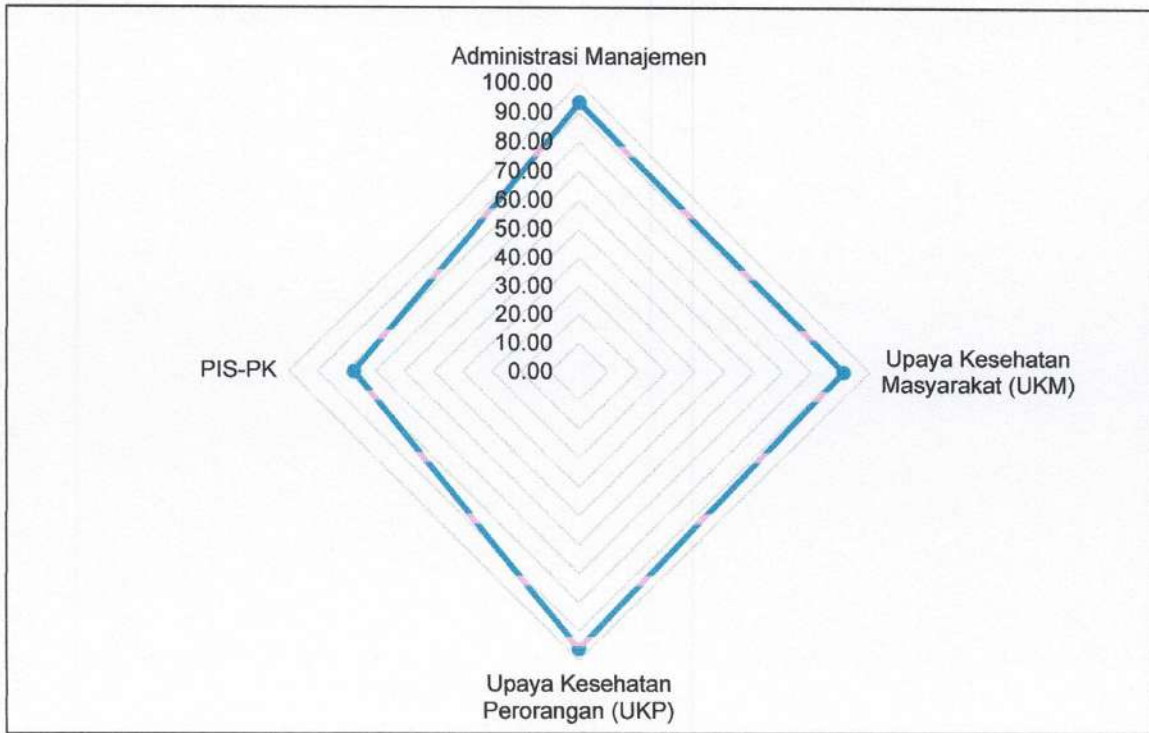 Administrasi Manajemen
100.00
90.00
80.00
70.00
60.00
50.00
40.00
30.00
20.00
10.00
0.00
PIS-PK
Upaya Kesehatan
Masyarakat (UKM)
Upaya Kesehatan
Perorangan (UKP)